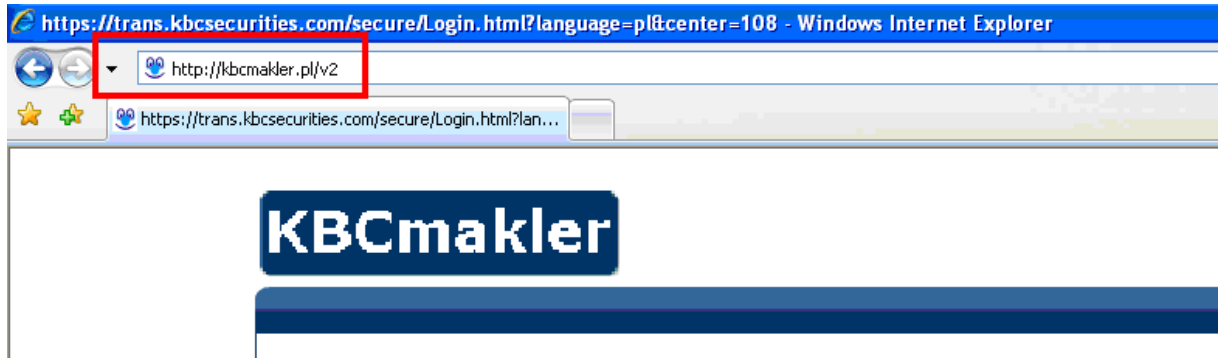 https://trans.kbcsecurities.com/secure/Login.html?language=pl&center=108 - Windows Internet Explorer
http://kbcmakler.pl/v2
https://trans.kbcsecurities.com/secure/Login.html?lan...
KBCmakler